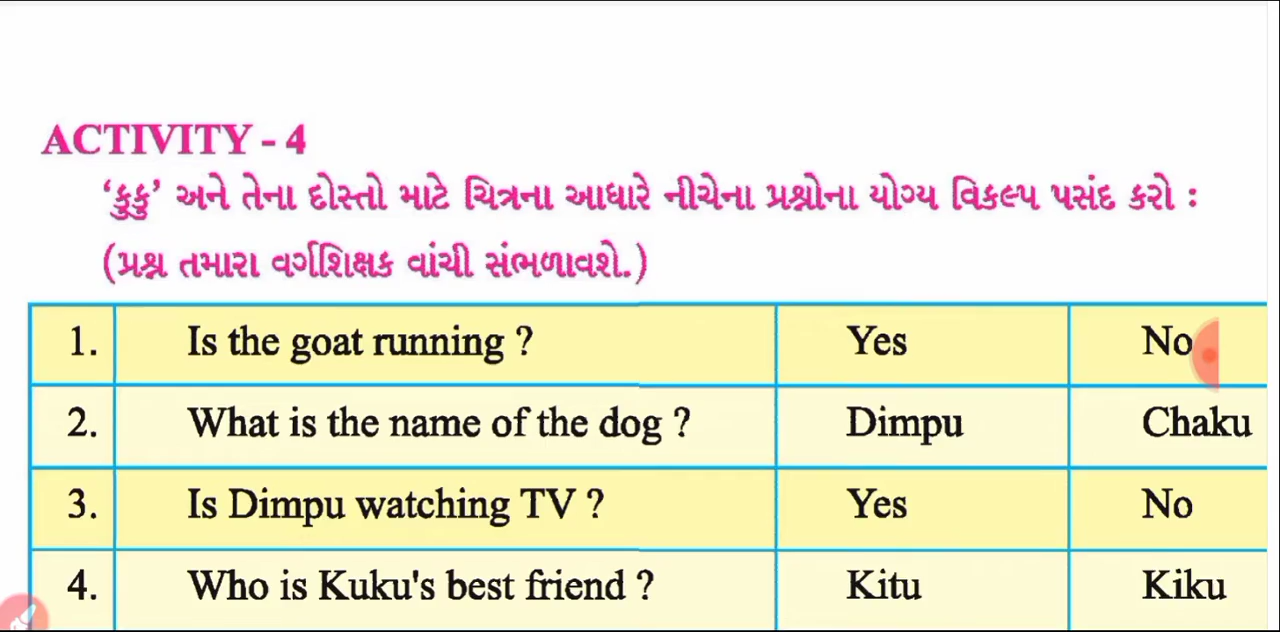 ACTIVITY - 4
‘કુકુ’ અને તેના દોસ્તો માટે ચિત્રના આધારે નીચેના પ્રશ્નોના યોગ્ય વિકલ્પ પસંદ કરો :
(પ્રશ્ન તમારા વર્ગશિક્ષક વાંચી સંભળાવશે.)
1. Is the goat running ? Yes No
2. What is the name of the dog ? Dimpu Chaku
3. Is Dimpu watching TV ? Yes No
4. Who is Kuku's best friend ? Kitu Kiku